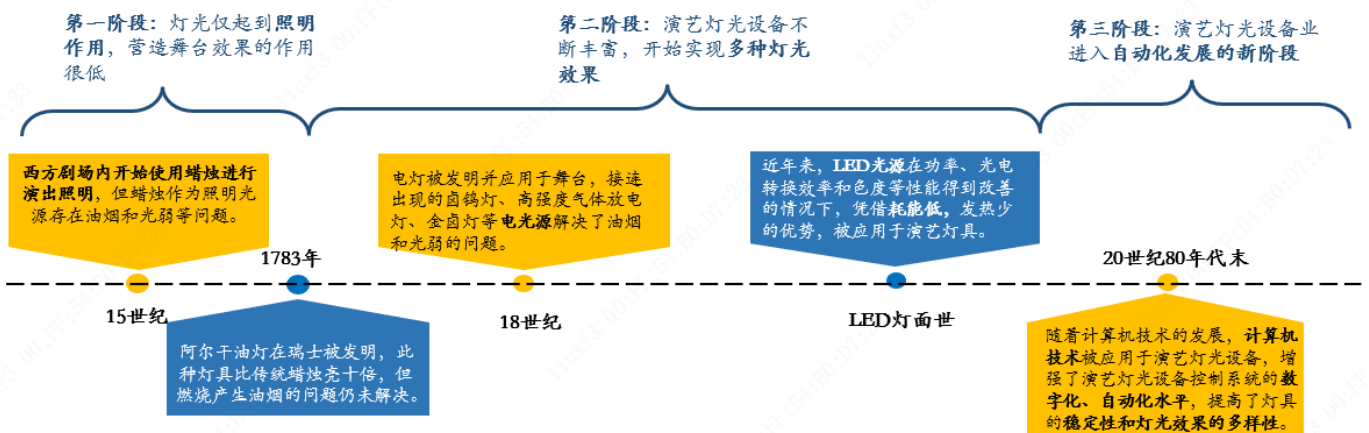 第一阶段：灯光仅起到照明
作用，营造舞台效果的作用
很低
第二阶段：演艺灯光设备不
断丰富，开始实现多种灯光
效果
第三阶段：演艺灯光设备业
进入自动化发展的新阶段
西方剧场内开始使用蜡烛进行
演出照明，但蜡烛作为照明光
源存在油烟和光弱等问题。
电灯被发明并应用于舞台，接连
出现的卤钨灯、高强度气体放电
灯、金卤灯等电光源解决了油烟
和光弱的问题。
近年来，LED光源在功率、光电
转换效率和色度等性能得到改善
的情况下，凭借耗能低，发热少
的优势，被应用于演艺灯具。
1783年
20世纪80年代末
15世纪
18世纪
LED灯面世
阿尔干油灯在瑞士被发明，此
种灯具比传统蜡烛亮十倍，但
燃烧产生油烟的问题仍未解决。
随着计算机技术的发展，计算机
技术被应用于演艺灯光设备，增
强了演艺灯光设备控制系统的数
字化、自动化水平，提高了灯具
的稳定性和灯光效果的多样性。